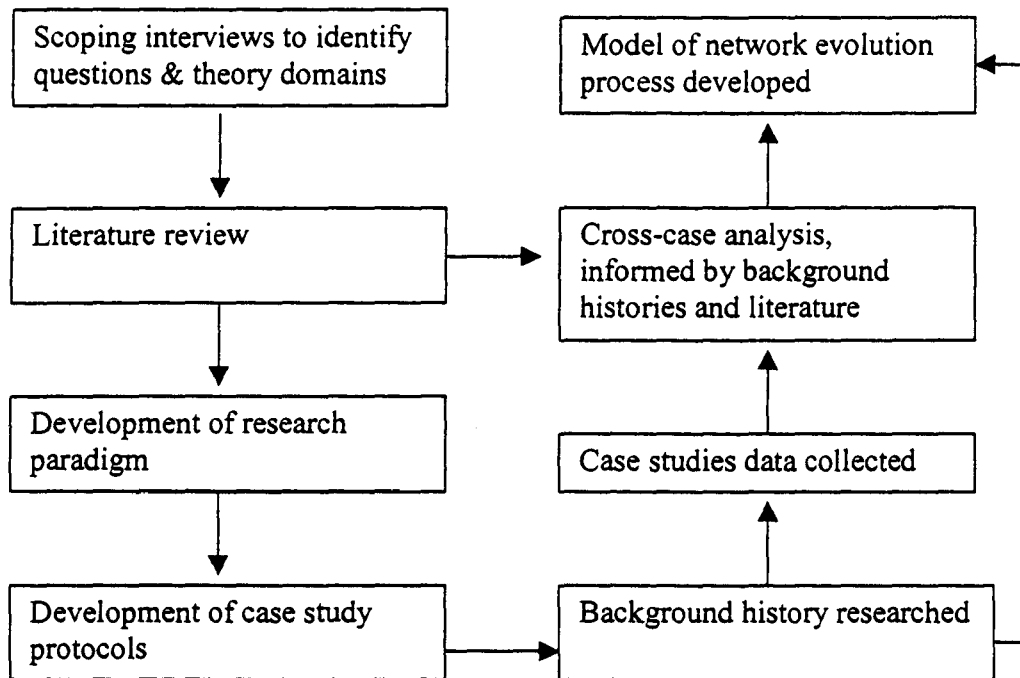 Scoping interviews to identify
questions & theory domains
Literature review
Development of research
paradigm
Development of case study
protocols
Model of network evolution
process developed
Cross-case analysis,
informed by background
histories and literature
Case studies data collected
Background history researched